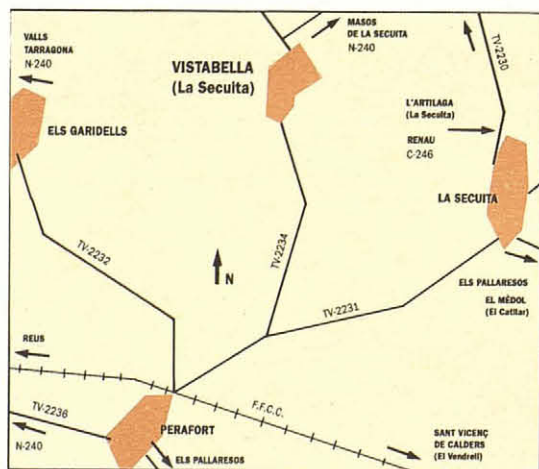 VALLS
TARRAGONA
N-240
MASOS
DE LA SECUITA
N-240
TV-2230
VISTABELLA
(La Secuita)
ELS GARIDELLS
L'ARTILAGA
(La Secuita)
RENAU
C-246
LA SECUITA
TV-2232
TV-2234
N
ELS PALLARESOS
EL MÈDOL
(El Catllar)
TV-2231
REUS
F.F.C.C.
TV-2236
N-240
PERAFORT
ELS PALLARESOS
SANT VICENÇ
DE CALDERS
(El Vendrell)